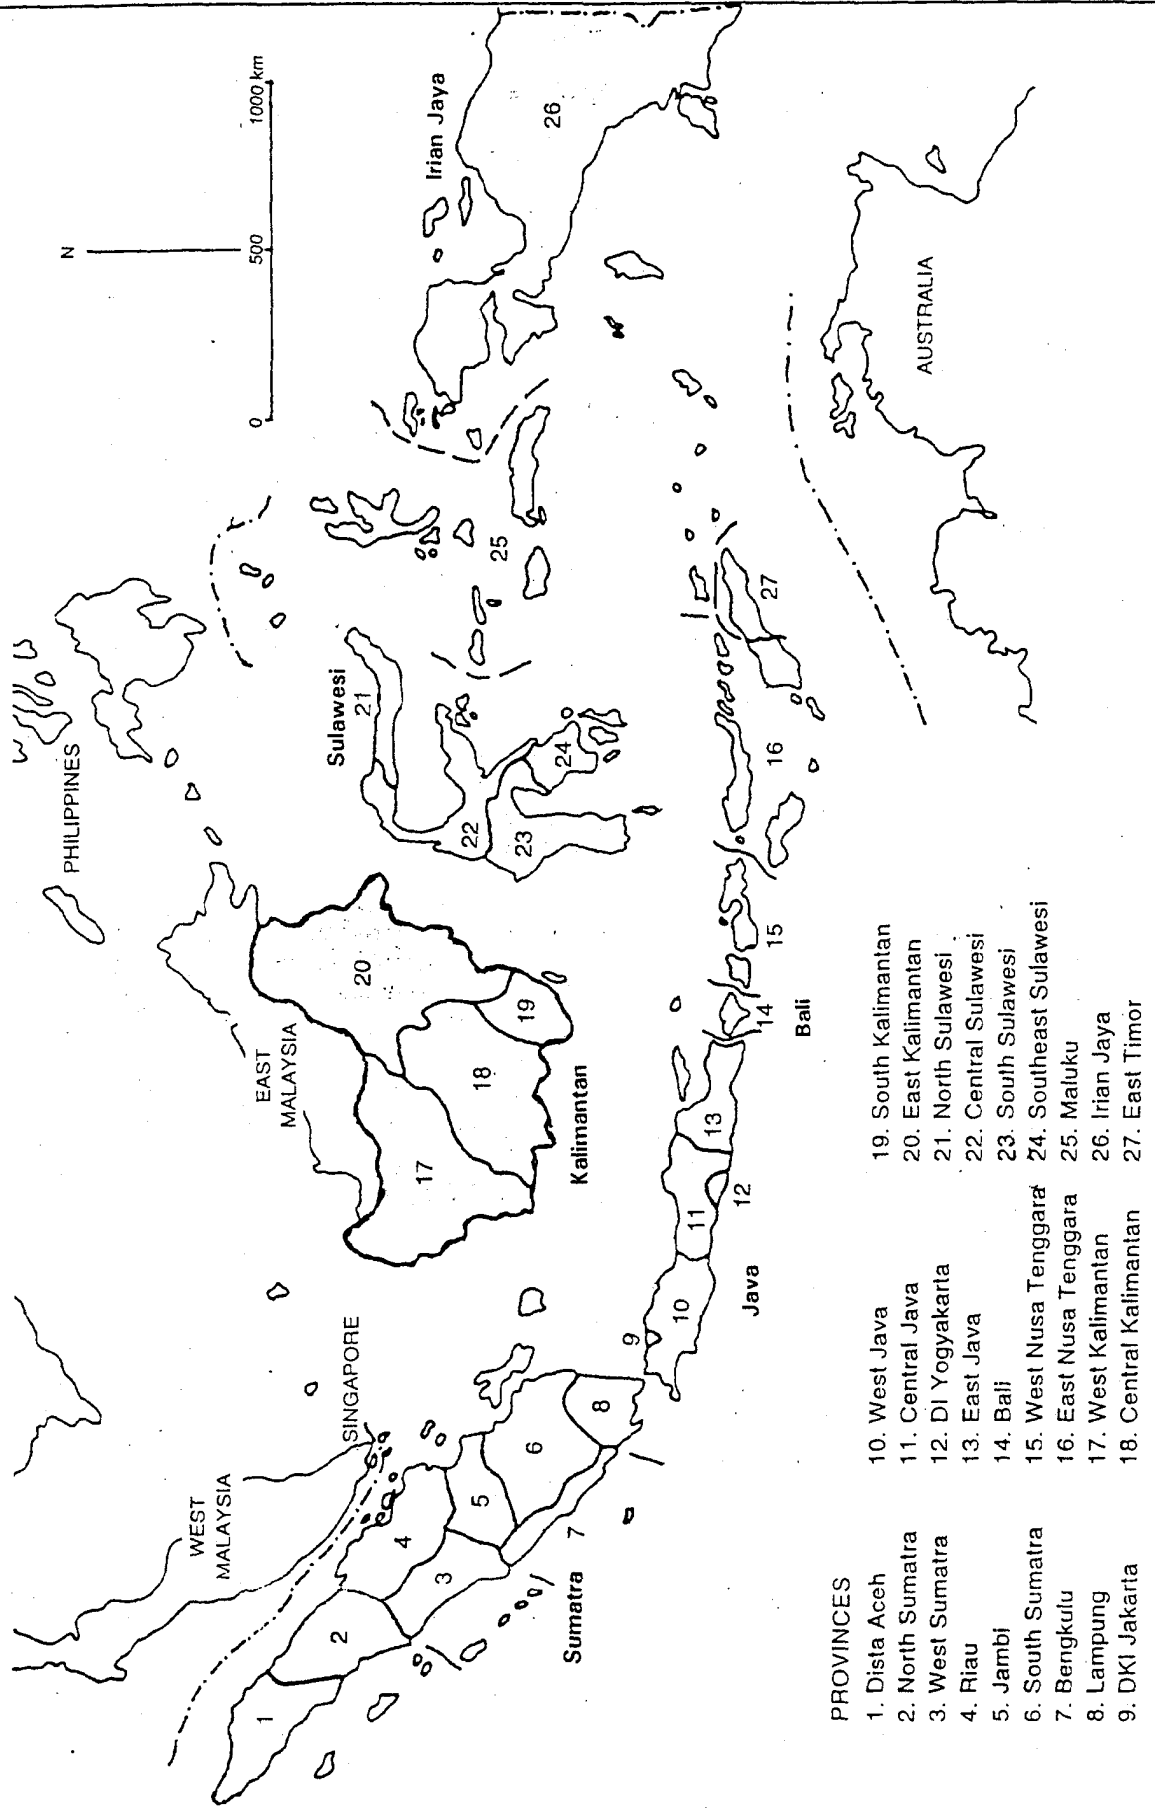 N
0 500 1000 km
PHILIPPINES
WEST
MALAYSIA
SINGAPORE
EAST
MALAYSIA
Sulawesi
Irian Jaya
Kalimantan
Sumatra
Java
Bali
AUSTRALIA
1
2
3
4
5
6
7
8
9
10
11
12
13
14
15
16
17
18
19
20
21
22
23
24
25
26
27
PROVINCES
1. Dista Aceh
2. North Sumatra
3. West Sumatra
4. Riau
5. Jambi
6. South Sumatra
7. Bengkulu
8. Lampung
9. DKI Jakarta
10. West Java
11. Central Java
12. DI Yogyakarta
13. East Java
14. Bali
15. West Nusa Tenggara
16. East Nusa Tenggara
17. West Kalimantan
18. Central Kalimantan
19. South Kalimantan
20. East Kalimantan
21. North Sulawesi
22. Central Sulawesi
23. South Sulawesi
24. Southeast Sulawesi
25. Maluku
26. Irian Jaya
27. East Timor